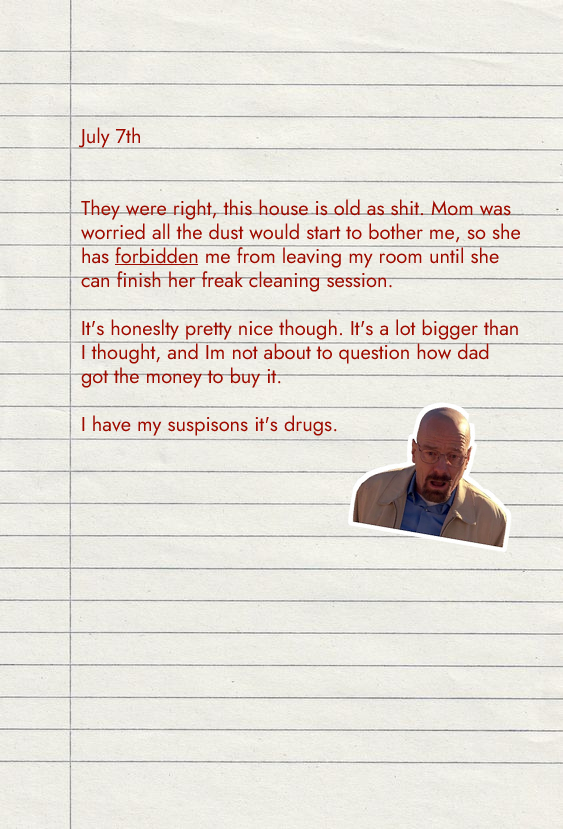 July 7th
They were right, this house is old as shit. Mom was
worried all the dust would start to bother me, so she
has forbidden me from leaving my room until she
can finish her freak cleaning session.
It's honeslty pretty nice though. It's a lot bigger than
I thought, and Im not about to question how dad
got the money to buy it.
I have my suspisons it's drugs.